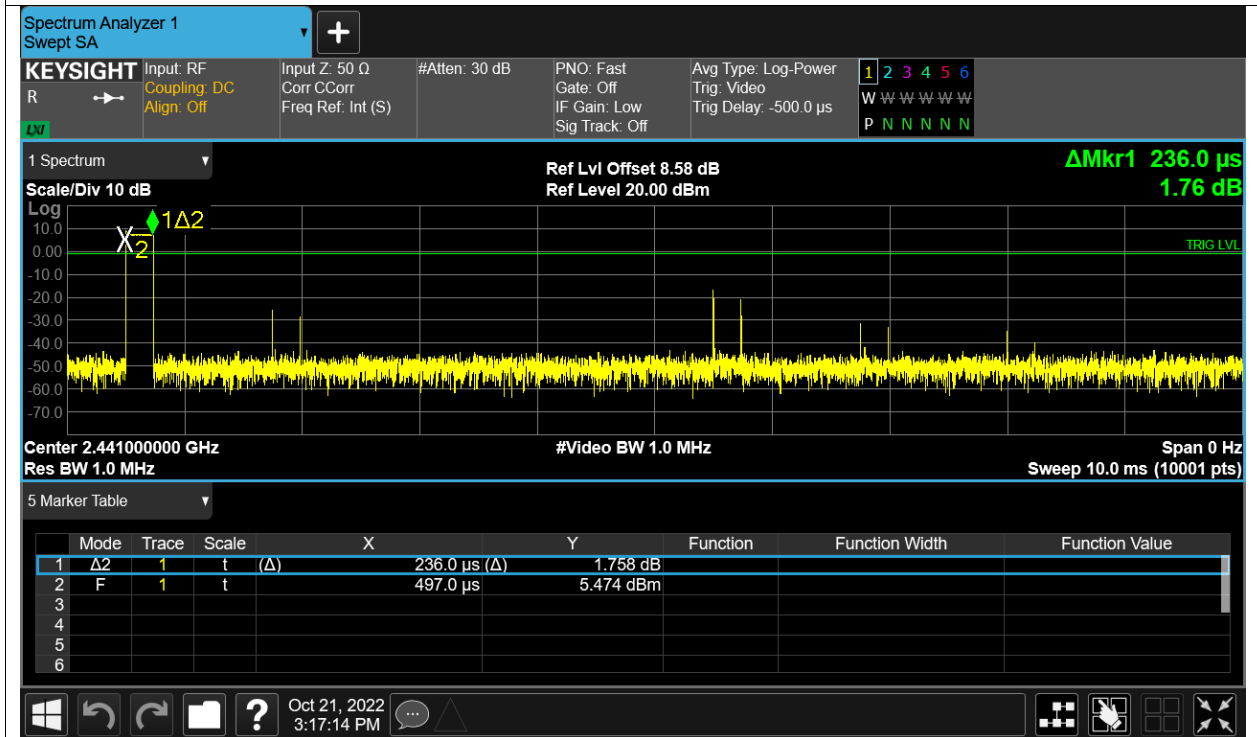 Spectrum Analyzer 1
Swept SA
KEYSIGHT
R
LXI
Input: RF
Coupling: DC
Align: Off
Input Z: 50 Ω
Corr CCorr
Freq Ref: Int (S)
#Atten: 30 dB
PNO: Fast
Gate: Off
IF Gain: Low
Sig Track: Off
Avg Type: Log-Power
Trig: Video
Trig Delay: -500.0 µs
1 2 3 4 5 6
W W W W W W
P N N N N N
1 Spectrum
Scale/Div 10 dB
Ref Lvl Offset 8.58 dB
Ref Level 20.00 dBm
ΔMkr1 236.0 µs
1.76 dB
Log
10.0
0.00
-10.0
-20.0
-30.0
-40.0
-50.0
-60.0
-70.0
1Δ2
X2
TRIG LVL
Center 2.441000000 GHz
#Video BW 1.0 MHz
Span 0 Hz
Res BW 1.0 MHz
Sweep 10.0 ms (10001 pts)
5 Marker Table
Mode Trace Scale X Y Function Function Width Function Value
1 Δ2 1 t (Δ) 236.0 µs (Δ) 1.758 dB
2 F 1 t 497.0 µs 5.474 dBm
3
4
5
6
?
Oct 21, 2022
3:17:14 PM